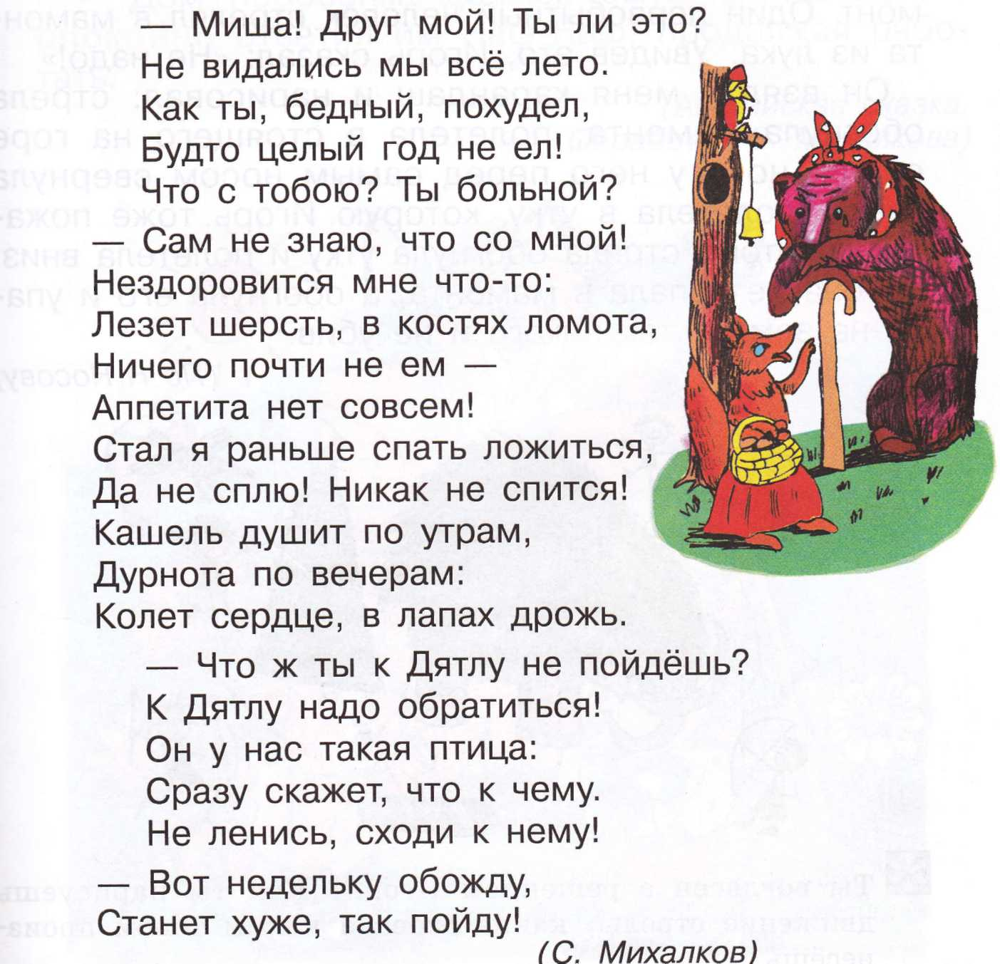 — Миша! Друг мой! Ты ли это?
Не видались мы всё лето.
Как ты, бедный, похудел,
Будто целый год не ел!
Что с тобою? Ты больной?
— Сам не знаю, что со мной!
Нездоровится мне что-то:
Лезет шерсть, в костях ломота,
Ничего почти не ем —
Аппетита нет совсем!
Стал я раньше спать ложиться,
Да не сплю! Никак не спится!
Кашель душит по утрам,
Дурнота по вечерам:
Колет сердце, в лапах дрожь.
— Что ж ты к Дятлу не пойдёшь?
К Дятлу надо обратиться!
Он у нас такая птица:
Сразу скажет, что к чему.
Не ленись, сходи к нему!
— Вот недельку обожду,
Станет хуже, так пойду!
(С. Михалков)